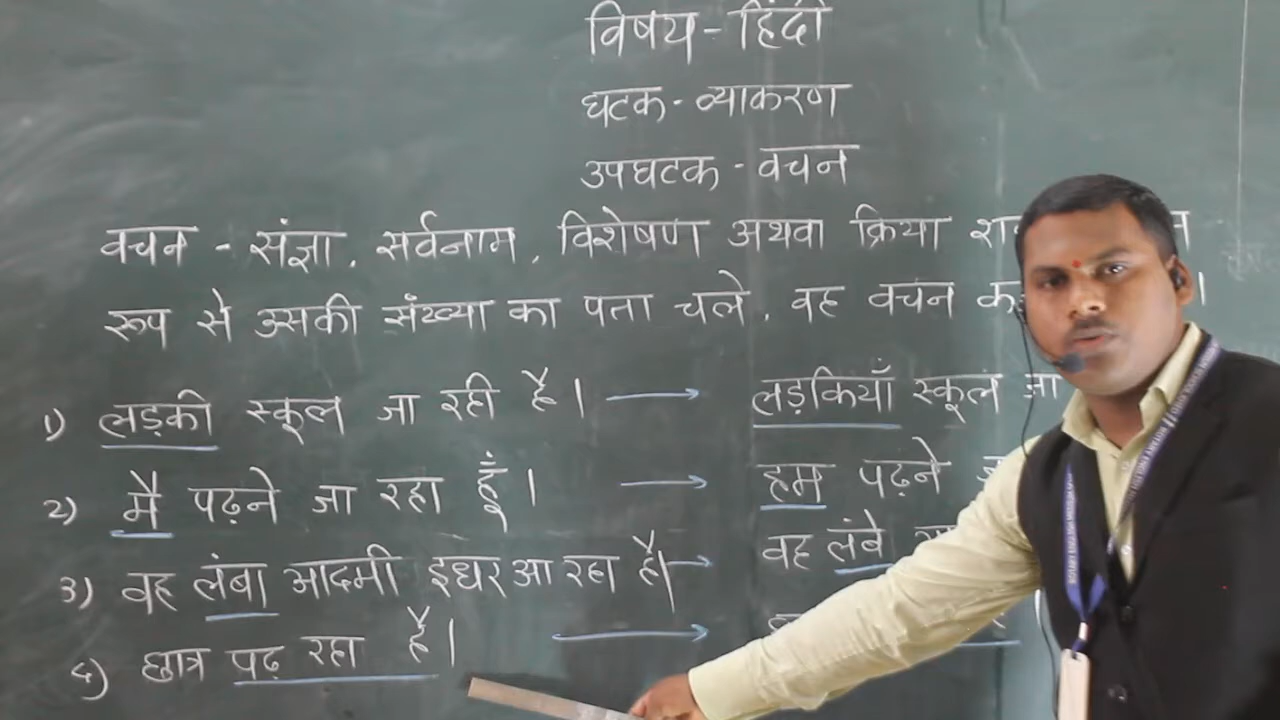 विषय - हिंदी
घटक - व्याकरण
उपघटक - वचन
वचन - संज्ञा, सर्वनाम, विशेषण अथवा क्रिया
रूप से उसकी संख्या का पता चले, वह वचन
1) लड़की स्कूल जा रही है। → लड़कियाँ स्कूल जा
2) मै पढ़ने जा रहा हूँ। → हम पढ़ने
3) वह लंबा आदमी इधर आ रहा है। → वह लंबे
४) छात्र पढ़ रहा है। →